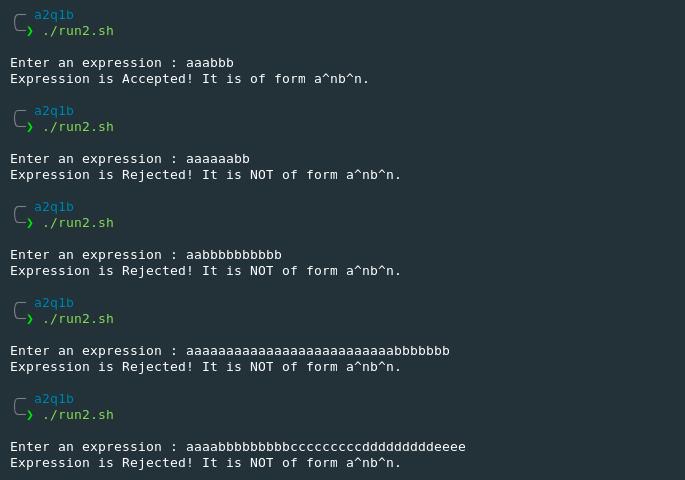 a2q1b
❯ ./run2.sh
Enter an expression : aaabbb
Expression is Accepted! It is of form a^nb^n.
a2q1b
❯ ./run2.sh
Enter an expression : aaaaaabb
Expression is Rejected! It is NOT of form a^nb^n.
a2q1b
❯ ./run2.sh
Enter an expression : aabbbbbbbbbb
Expression is Rejected! It is NOT of form a^nb^n.
a2q1b
❯ ./run2.sh
Enter an expression : aaaaaaaaaaaaaaaaaaaaaaaaaabbbbbbb
Expression is Rejected! It is NOT of form a^nb^n.
a2q1b
❯ ./run2.sh
Enter an expression : aaaabbbbbbbbbcccccccccdddddddddeeee
Expression is Rejected! It is NOT of form a^nb^n.